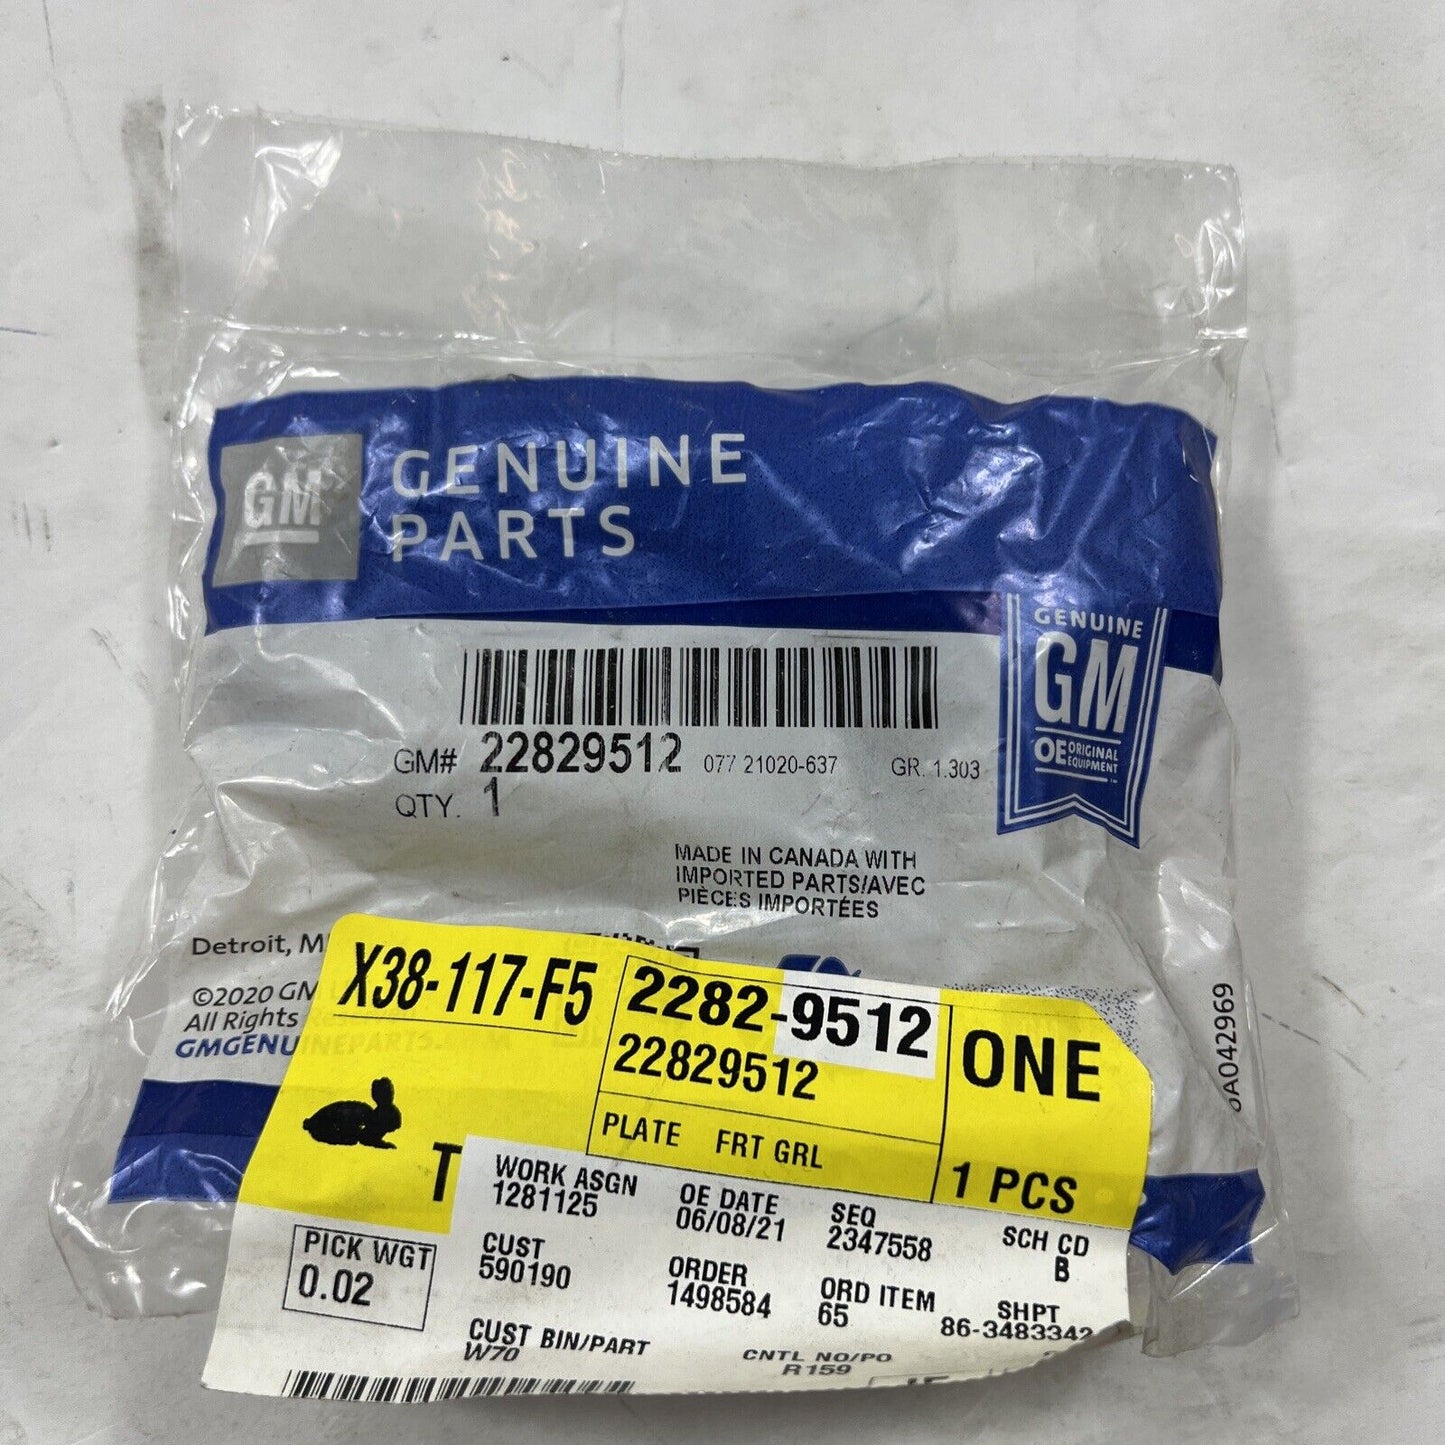 GM GENUINE
PARTS
GENUINE
GM
OE ORIGINAL
EQUIPMENT
GM# 22829512 077 21020-637 GR. 1.303
QTY. 1
MADE IN CANADA WITH
IMPORTED PARTS/AVEC
PIÈCES IMPORTÉES
Detroit, M
©2020 GM
All Rights
GMGENUINEPARTS.
A042969
X38-117-F5
2282-9512
22829512
ONE
PLATE FRT GRL
1 PCS
T
WORK ASGN
1281125
OE DATE
06/08/21
SEQ
2347558
SCH CD
B
PICK WGT
0.02
CUST
590190
ORDER
1498584
ORD ITEM
65
SHPT
86-3483342
CUST BIN/PART
W70
CNTL NO/PO
R159